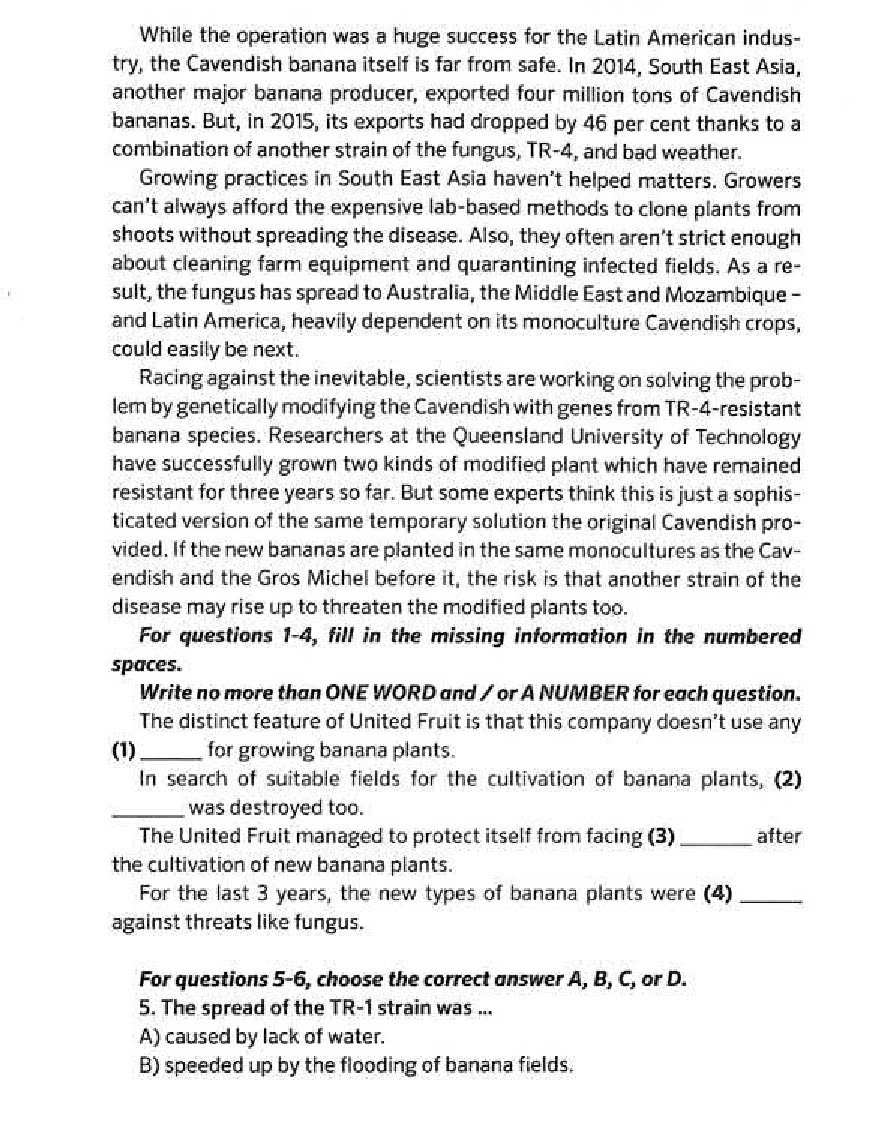 While the operation was a huge success for the Latin American indus-
try, the Cavendish banana itself is far from safe. In 2014, South East Asia,
another major banana producer, exported four million tons of Cavendish
bananas. But, in 2015, its exports had dropped by 46 per cent thanks to a
combination of another strain of the fungus, TR-4, and bad weather.
Growing practices in South East Asia haven't helped matters. Growers
can't always afford the expensive lab-based methods to clone plants from
shoots without spreading the disease. Also, they often aren't strict enough
about cleaning farm equipment and quarantining infected fields. As a re-
sult, the fungus has spread to Australia, the Middle East and Mozambique –
and Latin America, heavily dependent on its monoculture Cavendish crops,
could easily be next.
Racing against the inevitable, scientists are working on solving the prob-
lem by genetically modifying the Cavendish with genes from TR-4-resistant
banana species. Researchers at the Queensland University of Technology
have successfully grown two kinds of modified plant which have remained
resistant for three years so far. But some experts think this is just a sophis-
ticated version of the same temporary solution the original Cavendish pro-
vided. If the new bananas are planted in the same monocultures as the Cav-
endish and the Gros Michel before it, the risk is that another strain of the
disease may rise up to threaten the modified plants too.
For questions 1-4, fill in the missing information in the numbered
spaces.
Write no more than ONE WORD and / or A NUMBER for each question.
The distinct feature of United Fruit is that this company doesn't use any
(1) ______ for growing banana plants.
In search of suitable fields for the cultivation of banana plants, (2)
_______ was destroyed too.
The United Fruit managed to protect itself from facing (3) _______ after
the cultivation of new banana plants.
For the last 3 years, the new types of banana plants were (4) ______
against threats like fungus.
For questions 5-6, choose the correct answer A, B, C, or D.
5. The spread of the TR-1 strain was ...
A) caused by lack of water.
B) speeded up by the flooding of banana fields.